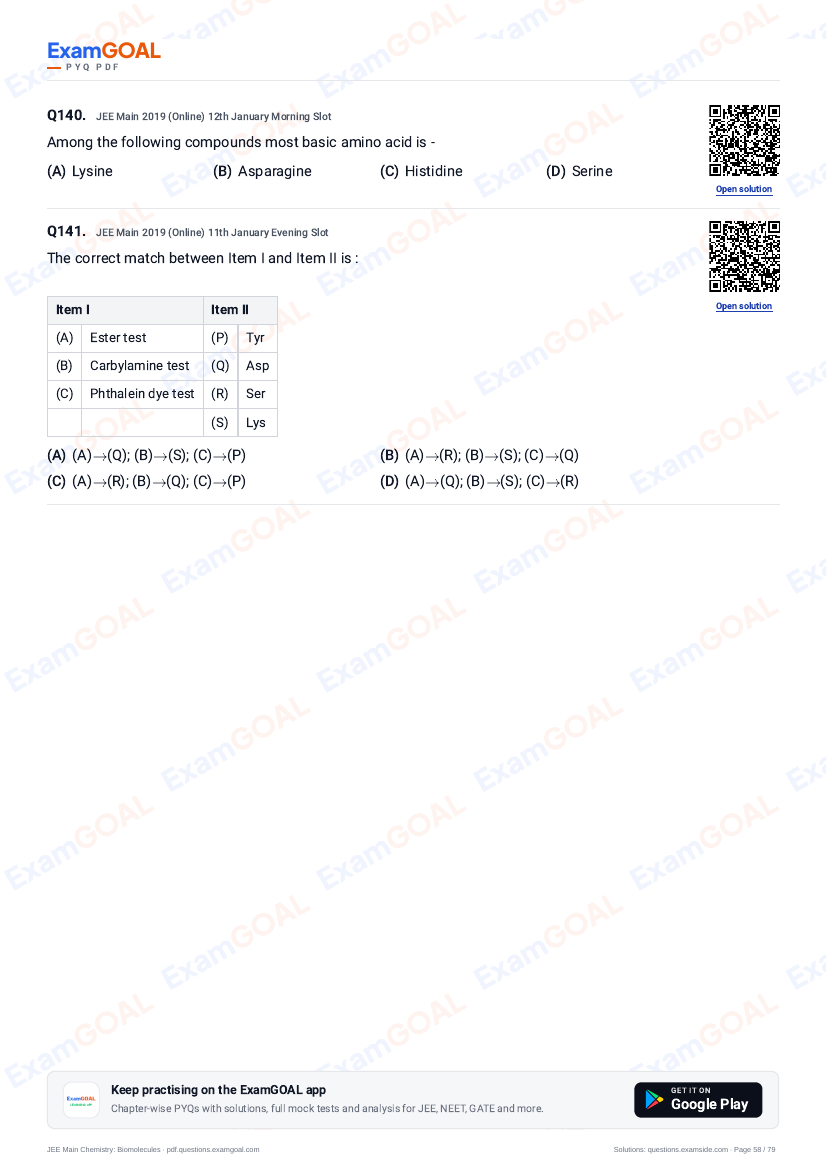 ExamGOAL
PYQ PDF
Q140. JEE Main 2019 (Online) 12th January Morning Slot
Among the following compounds most basic amino acid is -
(A) Lysine (B) Asparagine (C) Histidine (D) Serine
Open solution
Q141. JEE Main 2019 (Online) 11th January Evening Slot
The correct match between Item I and Item II is :
Open solution
Item I Item II
(A) Ester test (P) Tyr
(B) Carbylamine test (Q) Asp
(C) Phthalein dye test (R) Ser
(S) Lys
(A) (A)→(Q); (B)→(S); (C)→(P) (B) (A)→(R); (B)→(S); (C)→(Q)
(C) (A)→(R); (B)→(Q); (C)→(P) (D) (A)→(Q); (B)→(S); (C)→(R)
ExamGOAL
Keep practising on the ExamGOAL app
Chapter-wise PYQs with solutions, full mock tests and analysis for JEE, NEET, GATE and more.
GET IT ON
Google Play
JEE Main Chemistry: Biomolecules · pdf.questions.examgoal.com Solutions: questions.examside.com · Page 58 / 79